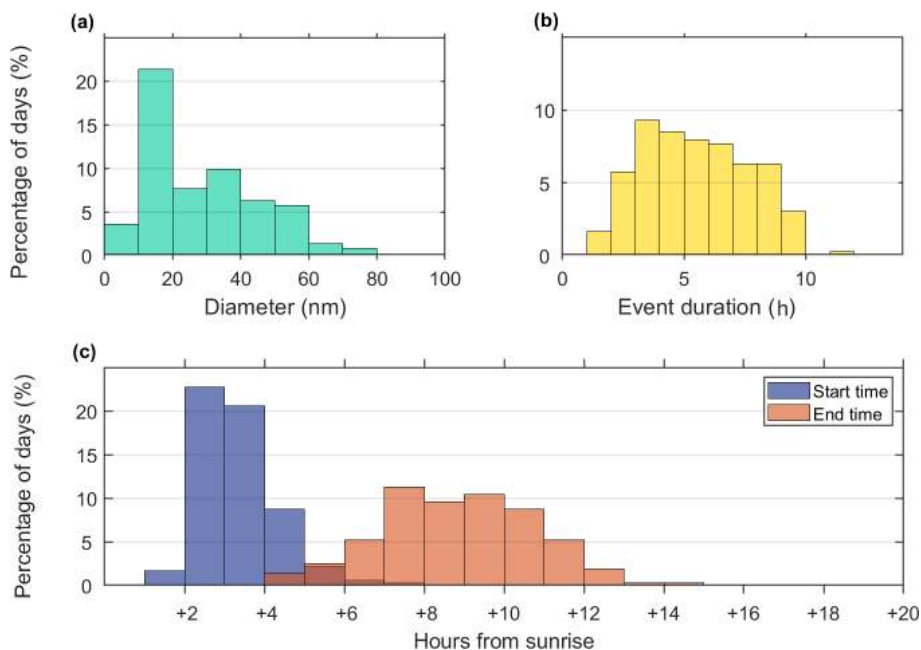 (a)
(b)
Percentage of days (%)
20
15
10
5
0
0 20 40 60 80 100
Diameter (nm)
10
5
0
0 5 10
Event duration (h)
(c)
Percentage of days (%)
20
15
10
5
0
Start time
End time
+2 +4 +6 +8 +10 +12 +14 +16 +18 +20
Hours from sunrise